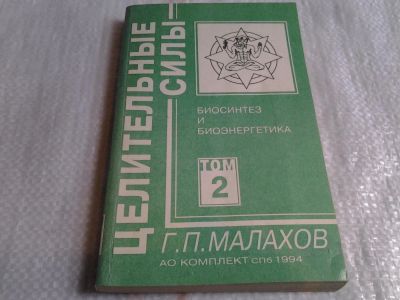 ЦЕЛИТЕЛЬНЫЕ
СИЛЫ
БИОСИНТЕЗ
И
БИОЭНЕРГЕТИКА
ТОМ
2
Г.П.МАЛАХОВ
АО КОМПЛЕКТ СПб 1994